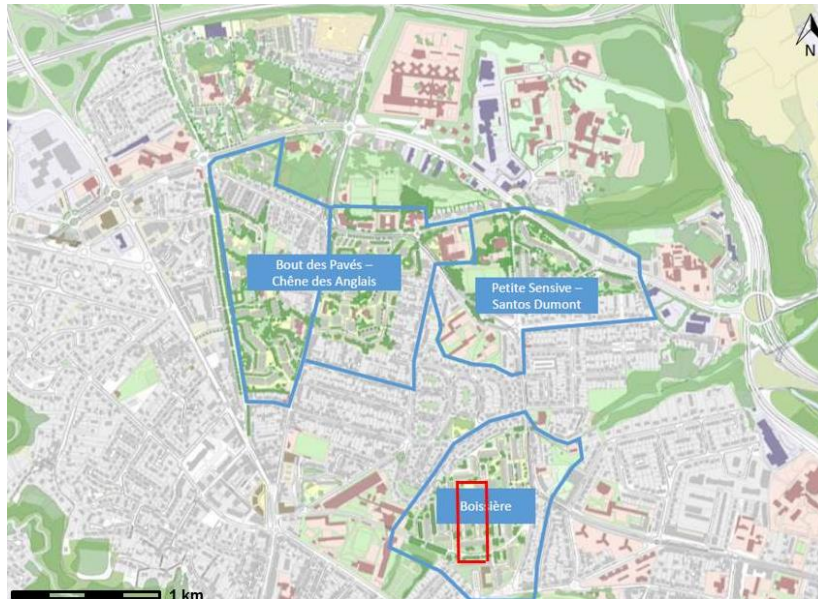 N
Bout des Pavés –
Chêne des Anglais
Petite Sensive –
Santos Dumont
Boissière
1 km